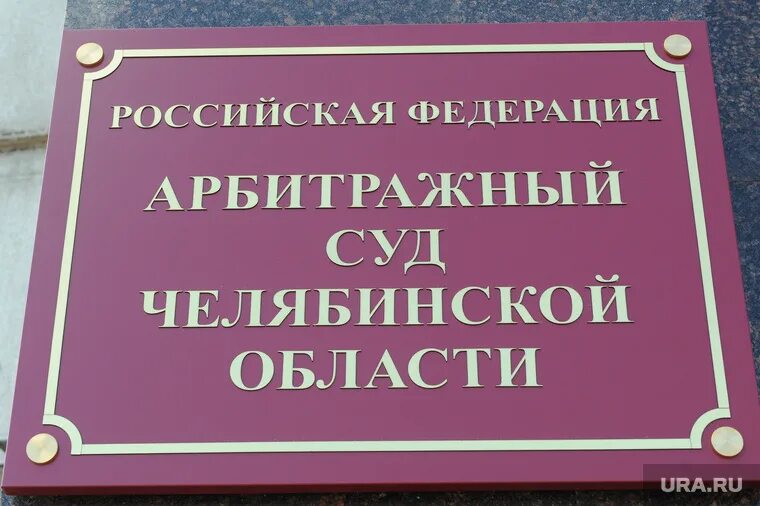 РОССИЙСКАЯ ФЕДЕРАЦИЯ
АРБИТРАЖНЫЙ
СУД
ЧЕЛЯБИНСКОЙ
ОБЛАСТИ
URA.RU